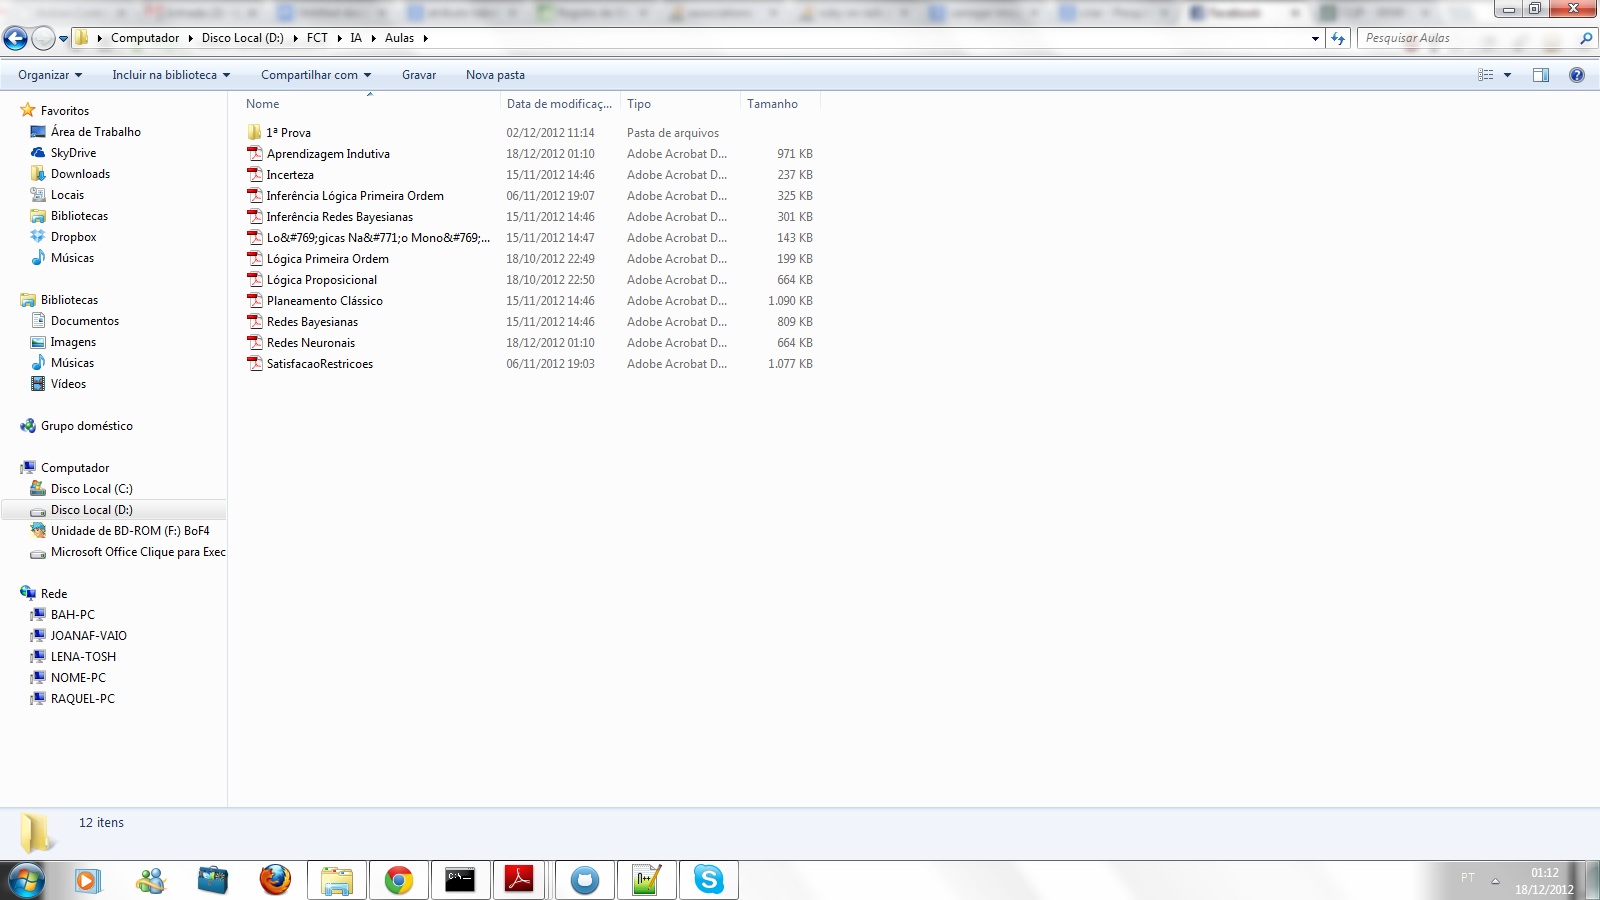 Computador Disco Local (D:) FCT IA Aulas
Pesquisar Aulas
Organizar Incluir na biblioteca Compartilhar com Gravar Nova pasta
Favoritos
Área de Trabalho
SkyDrive
Downloads
Locais
Bibliotecas
Dropbox
Músicas
Bibliotecas
Documentos
Imagens
Músicas
Vídeos
Grupo doméstico
Computador
Disco Local (C:)
Disco Local (D:)
Unidade de BD-ROM (F:) BoF4
Microsoft Office Clique para Exec
Rede
BAH-PC
JOANAF-VAIO
LENA-TOSH
NOME-PC
RAQUEL-PC
Nome Data de modificaç... Tipo Tamanho
1ª Prova 02/12/2012 11:14 Pasta de arquivos
Aprendizagem Indutiva 18/12/2012 01:10 Adobe Acrobat D... 971 KB
Incerteza 15/11/2012 14:46 Adobe Acrobat D... 237 KB
Inferência Lógica Primeira Ordem 06/11/2012 19:07 Adobe Acrobat D... 325 KB
Inferência Redes Bayesianas 15/11/2012 14:46 Adobe Acrobat D... 301 KB
Lo&#769;gicas Na&#771;o Mono&#769;... 15/11/2012 14:47 Adobe Acrobat D... 143 KB
Lógica Primeira Ordem 18/10/2012 22:49 Adobe Acrobat D... 199 KB
Lógica Proposicional 18/10/2012 22:50 Adobe Acrobat D... 664 KB
Planeamento Clássico 15/11/2012 14:46 Adobe Acrobat D... 1.090 KB
Redes Bayesianas 15/11/2012 14:46 Adobe Acrobat D... 809 KB
Redes Neuronais 18/12/2012 01:10 Adobe Acrobat D... 664 KB
SatisfacaoRestricoes 06/11/2012 19:03 Adobe Acrobat D... 1.077 KB
12 itens
PT
01:12
18/12/2012